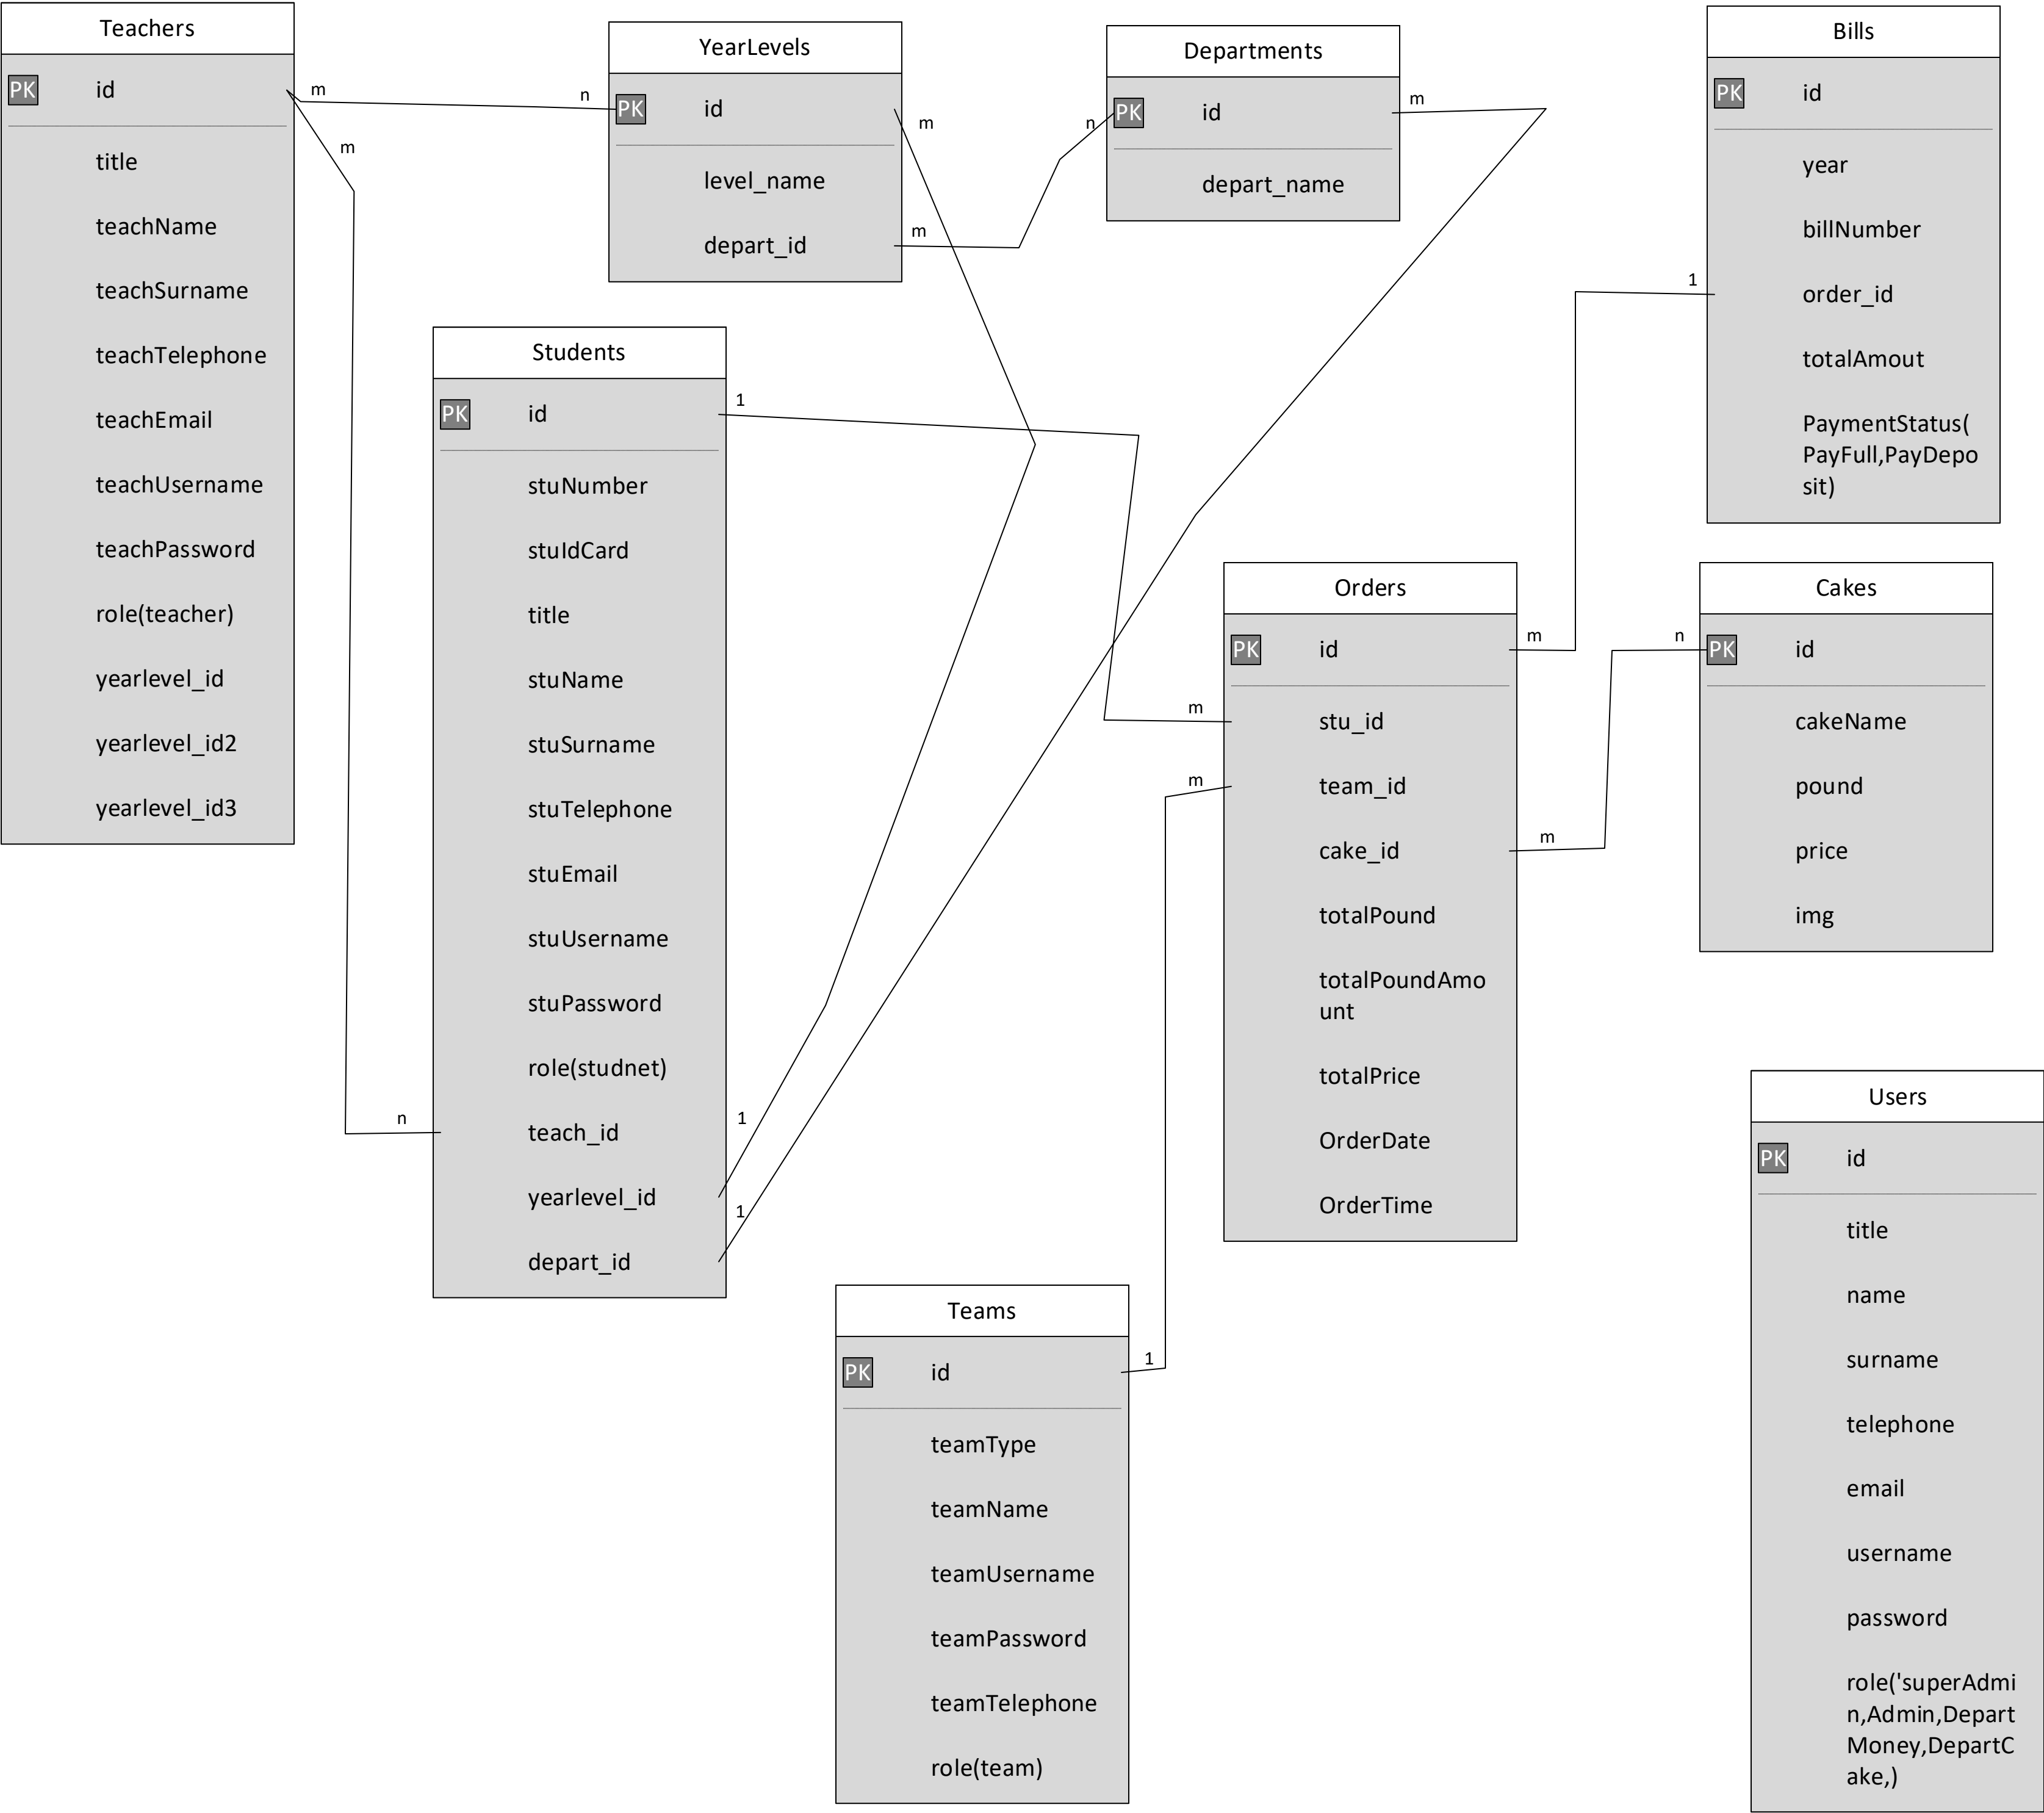 Teachers
PK
id
title
teachName
teachSurname
teachTelephone
teachEmail
teachUsername
teachPassword
role(teacher)
yearlevel_id
yearlevel_id2
yearlevel_id3
m
n
m
n
YearLevels
PK
id
level_name
depart_id
m
m
n
Departments
PK
id
depart_name
m
Bills
PK
id
year
billNumber
order_id
totalAmout
PaymentStatus(
PayFull,PayDepo
sit)
1
Students
PK
id
stuNumber
stuIdCard
title
stuName
stuSurname
stuTelephone
stuEmail
stuUsername
stuPassword
role(studnet)
teach_id
yearlevel_id
depart_id
1
1
1
Orders
PK
id
stu_id
team_id
cake_id
totalPound
totalPoundAmo
unt
totalPrice
OrderDate
OrderTime
m
m
m
m
n
Cakes
PK
id
cakeName
pound
price
img
Teams
PK
id
teamType
teamName
teamUsername
teamPassword
teamTelephone
role(team)
1
Users
PK
id
title
name
surname
telephone
email
username
password
role('superAdmi
n,Admin,Depart
Money,DepartC
ake,)